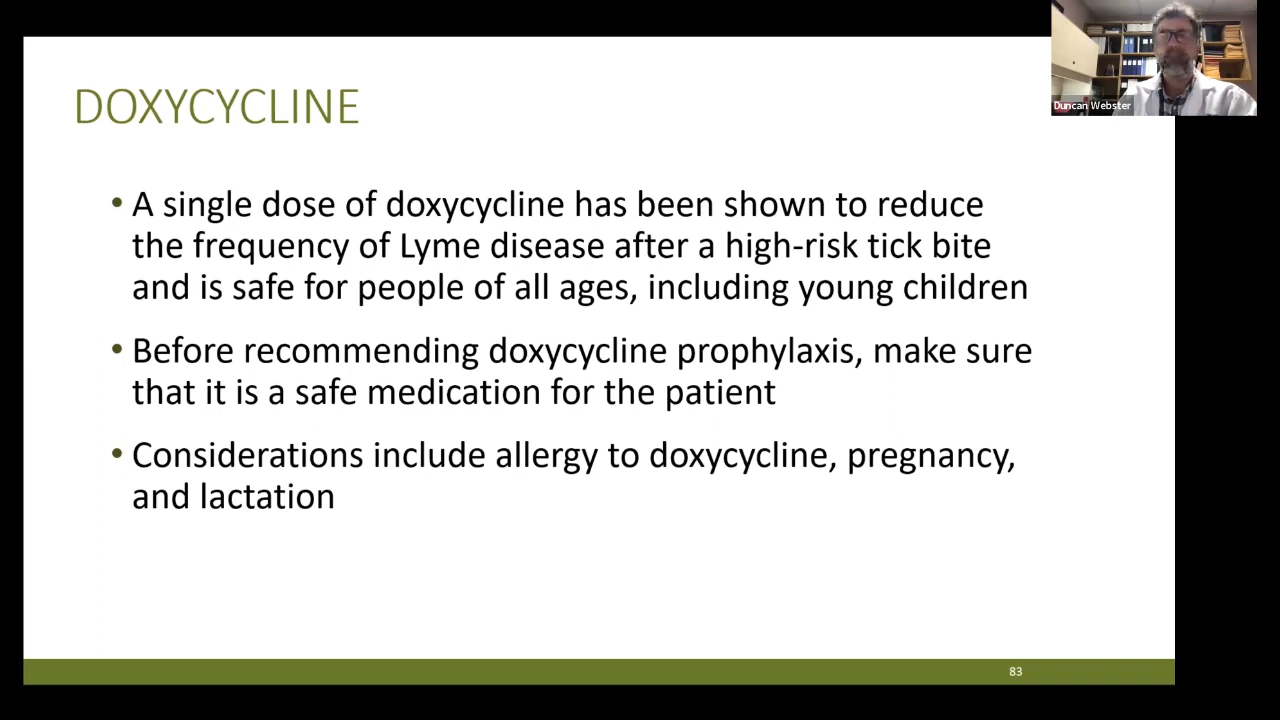 Duncan Webster
DOXYCYCLINE
• A single dose of doxycycline has been shown to reduce
the frequency of Lyme disease after a high-risk tick bite
and is safe for people of all ages, including young children
• Before recommending doxycycline prophylaxis, make sure
that it is a safe medication for the patient
• Considerations include allergy to doxycycline, pregnancy,
and lactation
83